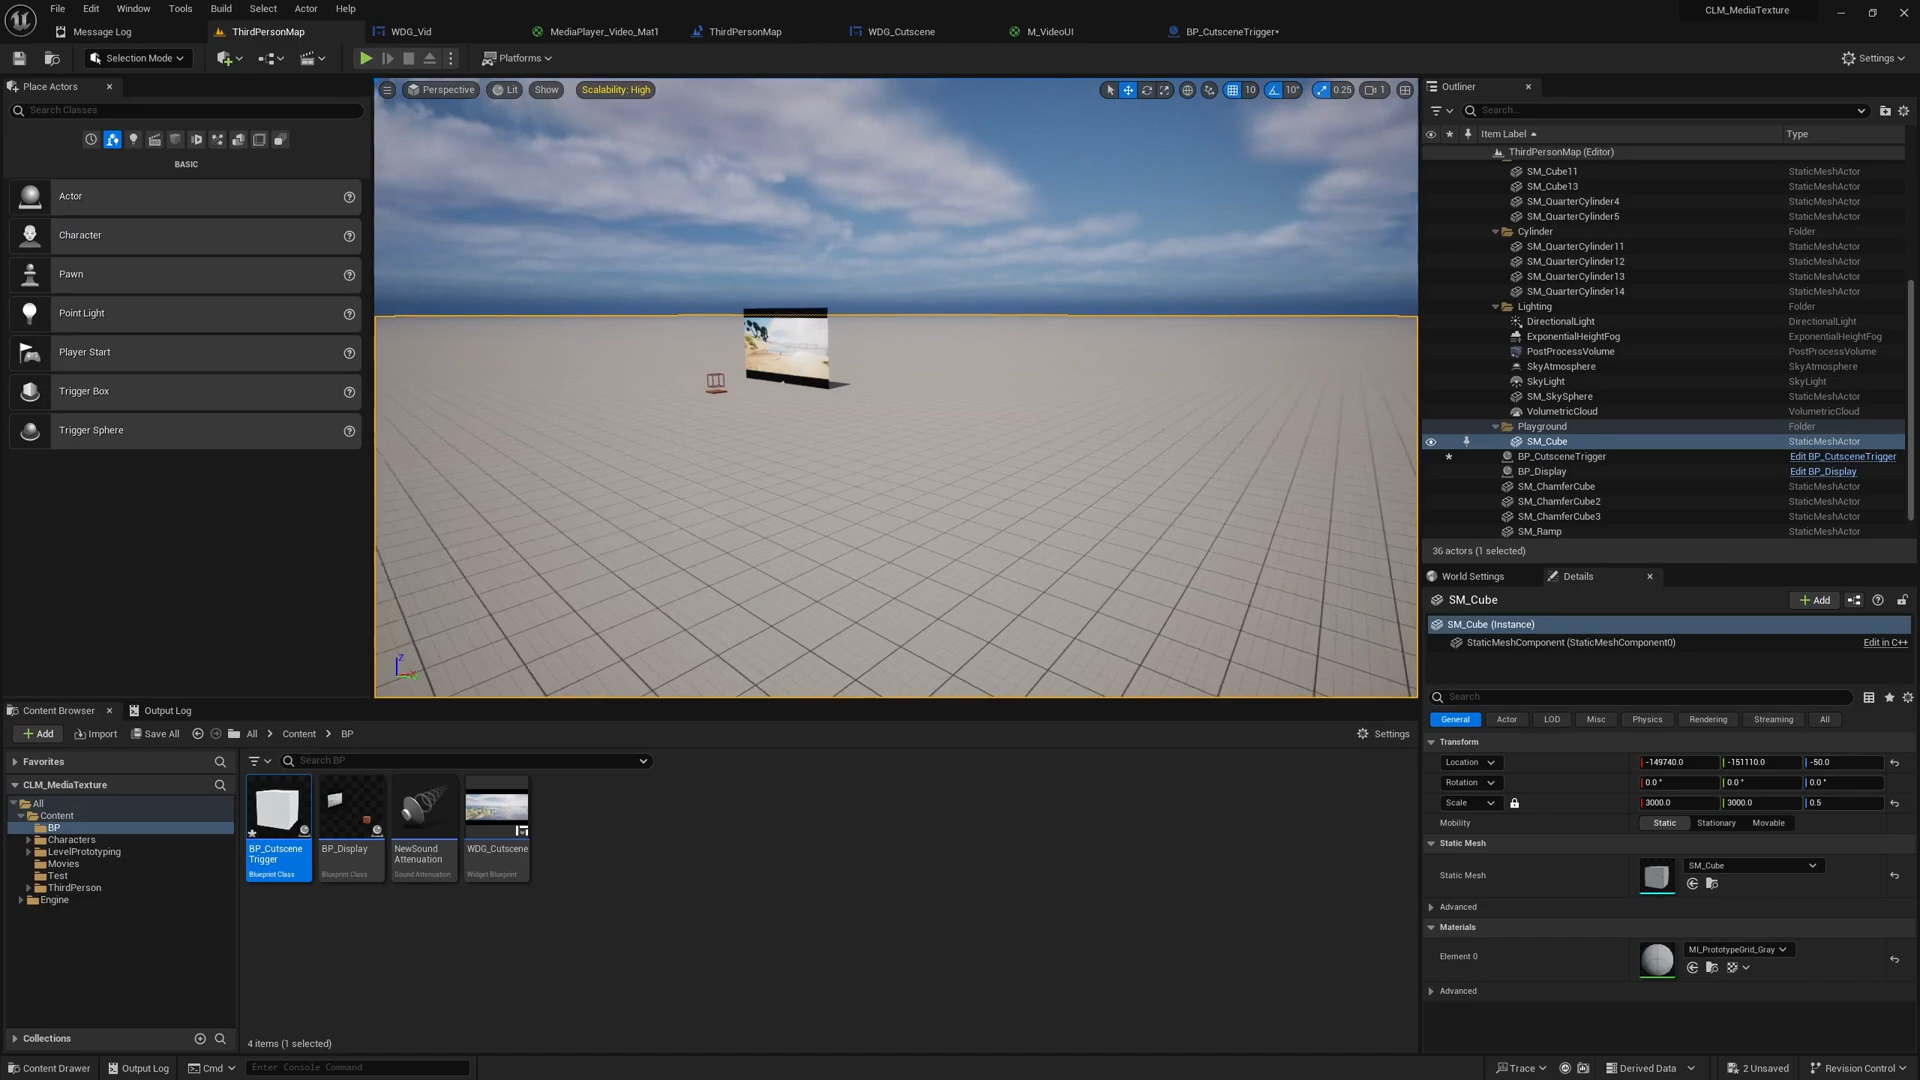 File Edit Window Tools Build Select Actor Help
CLM_MediaTexture
Message Log ThirdPersonMap WDG_Vid MediaPlayer_Video_Mat1 ThirdPersonMap WDG_Cutscene M_VideoUI BP_CutsceneTrigger*
Selection Mode Platforms Settings
Place Actors
Search Classes
BASIC
Actor
Character
Pawn
Point Light
Player Start
Trigger Box
Trigger Sphere
Perspective Lit Show Scalability: High 10 10° 0.25 1
Z
Outliner
Search...
Item Label Type
ThirdPersonMap (Editor)
SM_Cube11 StaticMeshActor
SM_Cube13 StaticMeshActor
SM_QuarterCylinder4 StaticMeshActor
SM_QuarterCylinder5 StaticMeshActor
Cylinder Folder
SM_QuarterCylinder11 StaticMeshActor
SM_QuarterCylinder12 StaticMeshActor
SM_QuarterCylinder13 StaticMeshActor
SM_QuarterCylinder14 StaticMeshActor
Lighting Folder
DirectionalLight DirectionalLight
ExponentialHeightFog ExponentialHeightFog
PostProcessVolume PostProcessVolume
SkyAtmosphere SkyAtmosphere
SkyLight SkyLight
SM_SkySphere StaticMeshActor
VolumetricCloud VolumetricCloud
Playground Folder
SM_Cube StaticMeshActor
BP_CutsceneTrigger Edit BP_CutsceneTrigger
BP_Display Edit BP_Display
SM_ChamferCube StaticMeshActor
SM_ChamferCube2 StaticMeshActor
SM_ChamferCube3 StaticMeshActor
SM_Ramp StaticMeshActor
36 actors (1 selected)
World Settings Details
SM_Cube Add
SM_Cube (Instance)
StaticMeshComponent (StaticMeshComponent0) Edit in C++
Search
General Actor LOD Misc Physics Rendering Streaming All
Transform
Location -149740.0 -151110.0 -50.0
Rotation 0.0 ° 0.0 ° 0.0 °
Scale 3000.0 3000.0 0.5
Mobility Static Stationary Movable
Static Mesh
Static Mesh SM_Cube
Advanced
Materials
Element 0 MI_PrototypeGrid_Gray
Advanced
Content Browser Output Log
Add Import Save All All Content BP Settings
Favorites
Search BP
CLM_MediaTexture
All
Content
BP
Characters
LevelPrototyping
Movies
Test
ThirdPerson
Engine
Collections
BP_Cutscene
Trigger
Blueprint Class
BP_Display
Blueprint Class
NewSound
Attenuation
Sound Attenuation
WDG_Cutscene
Widget Blueprint
4 items (1 selected)
Content Drawer Output Log Cmd Enter Console Command Trace Derived Data 2 Unsaved Revision Control